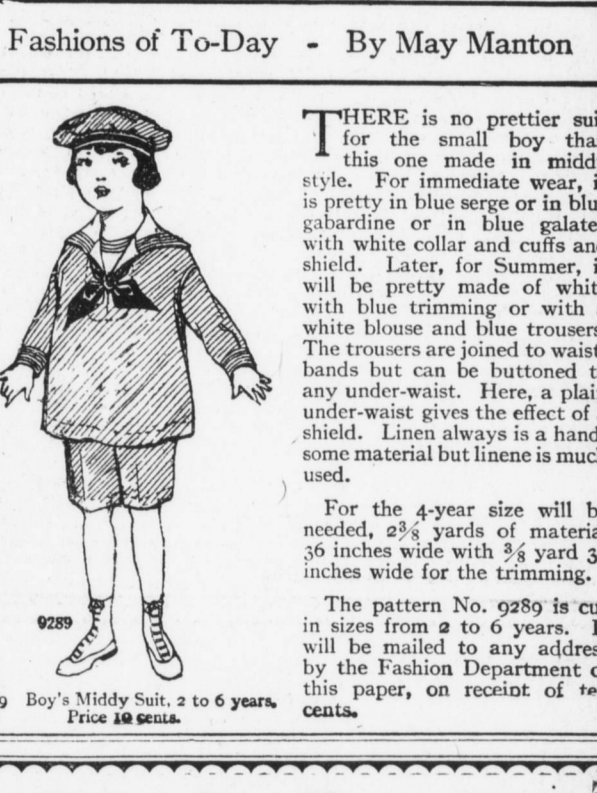 Fashions of To-Day - By May Manton
THERE is no prettier sui
for the small boy tha
this one made in midd
style. For immediate wear, i
is pretty in blue serge or in blu
gabardine or in blue galate
with white collar and cuffs an
shield. Later, for Summer, i
will be pretty made of whit
with blue trimming or with
white blouse and blue trousers
The trousers are joined to waist
bands but can be buttoned t
any under-waist. Here, a plai
under-waist gives the effect of
shield. Linen always is a hand
some material but linene is muc
used.
For the 4-year size will b
needed, 2⅜ yards of materia
36 inches wide with ⅜ yard 3
inches wide for the trimming.
The pattern No. 9289 is cu
in sizes from 2 to 6 years. I
will be mailed to any addres
by the Fashion Department o
this paper, on receipt of te
cents.
9289
9 Boy's Middy Suit, 2 to 6 years.
Price 10 cents.